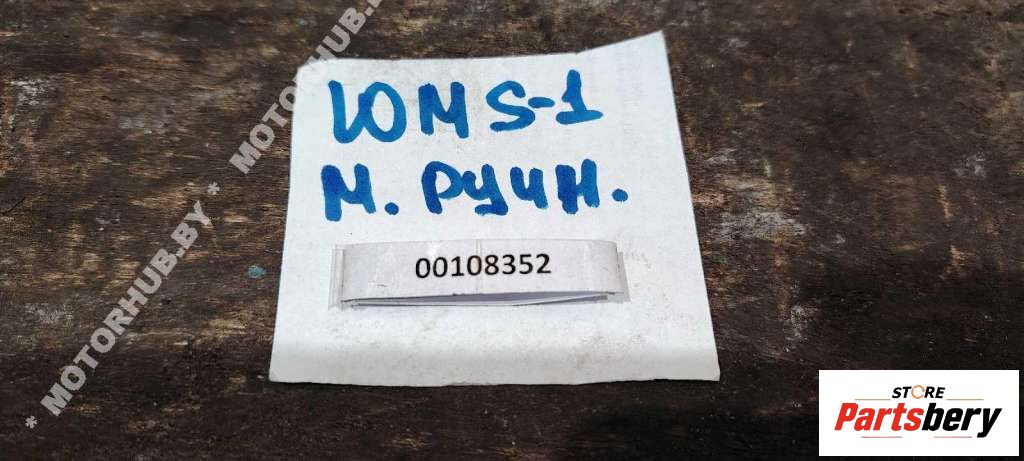 ЮМ S-1
М. РУЧН.
00108352
* MOTORHUB.BY * MOTORHUB.BY
STORE
Partsbery